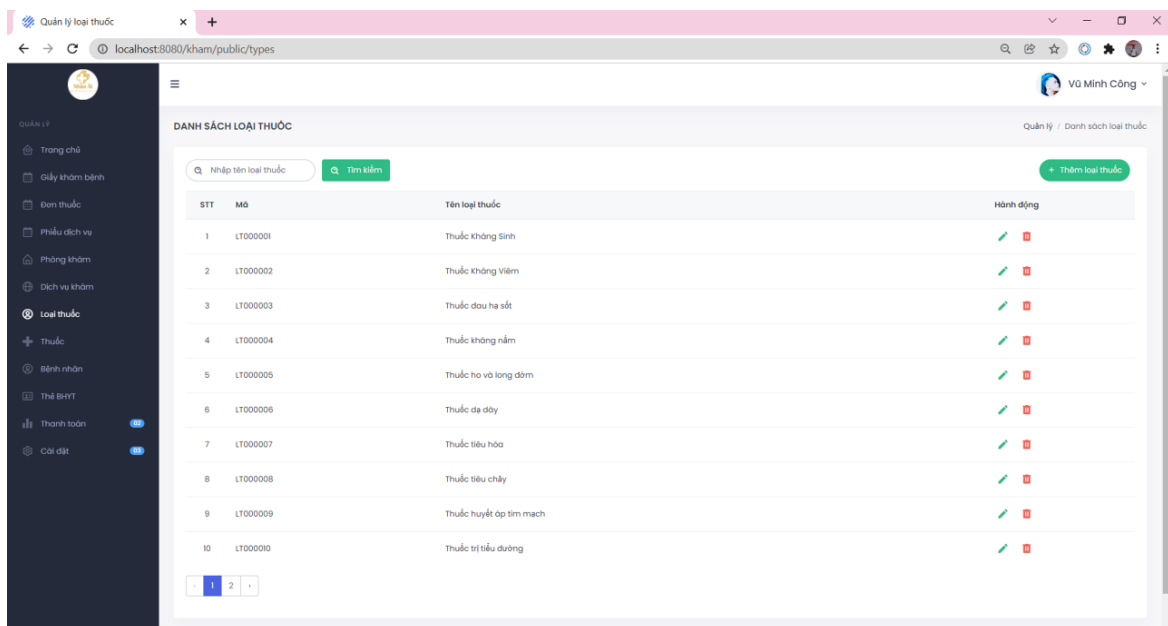 Quản lý loại thuốc
localhost:8080/kham/public/types
Nhân Ái
Vũ Minh Công
QUẢN LÝ
DANH SÁCH LOẠI THUỐC
Quản lý / Danh sách loại thuốc
Trang chủ
Giấy khám bệnh
Đơn thuốc
Phiếu dịch vụ
Phòng khám
Dịch vụ khám
Loại thuốc
Thuốc
Bệnh nhân
Thẻ BHYT
Thanh toán 02
Cài đặt 03
Nhập tên loại thuốc Tìm kiếm + Thêm loại thuốc
STT Mã Tên loại thuốc Hành động
1 LT000001 Thuốc Kháng Sinh
2 LT000002 Thuốc Kháng Viêm
3 LT000003 Thuốc đau hạ sốt
4 LT000004 Thuốc kháng nấm
5 LT000005 Thuốc ho và long đờm
6 LT000006 Thuốc dạ dày
7 LT000007 Thuốc tiêu hóa
8 LT000008 Thuốc tiêu chảy
9 LT000009 Thuốc huyết áp tim mạch
10 LT000010 Thuốc trị tiểu đường
‹ 1 2 ›